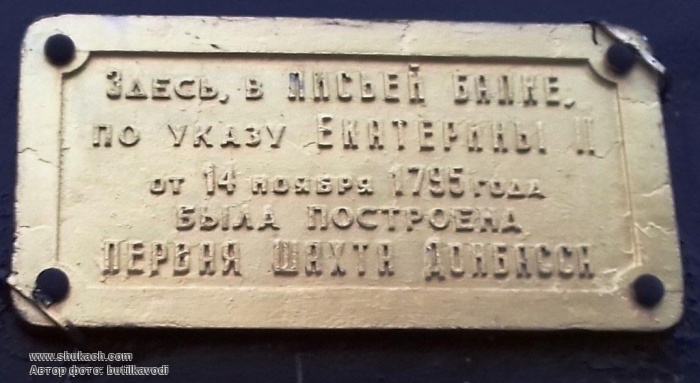 Здесь, в Лисьей балке,
по указу Екатерины II
от 14 ноября 1795 года
была построена
первая шахта Донбасса
www.shukach.com
Автор фото: butilkavodi